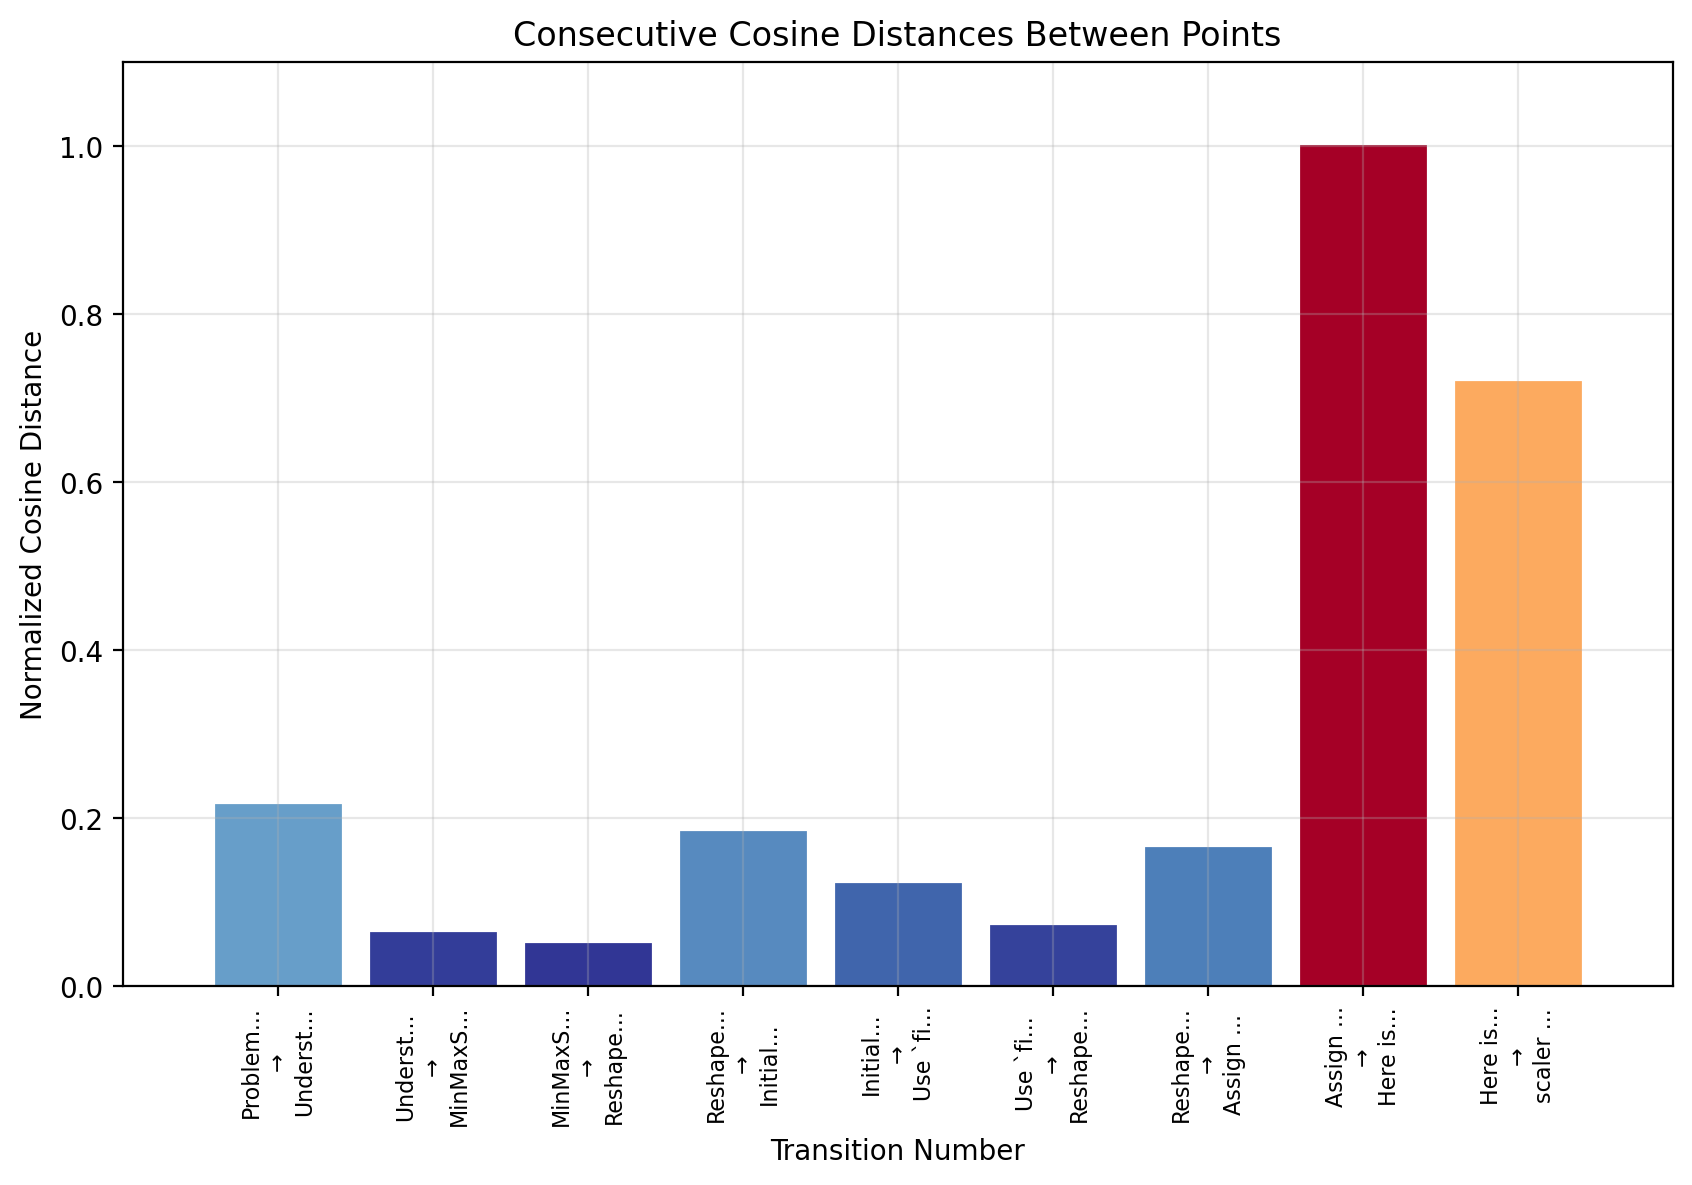 Consecutive Cosine Distances Between Points
Normalized Cosine Distance
1.0
0.8
0.6
0.4
0.2
0.0
Problem...
→
Underst...
Underst...
→
MinMaxS...
MinMaxS...
→
Reshape...
Reshape...
→
Initial...
Initial...
→
Use `fi...
Use `fi...
→
Reshape...
Reshape...
→
Assign ...
Assign ...
→
Here is...
Here is...
→
scaler ...
Transition Number